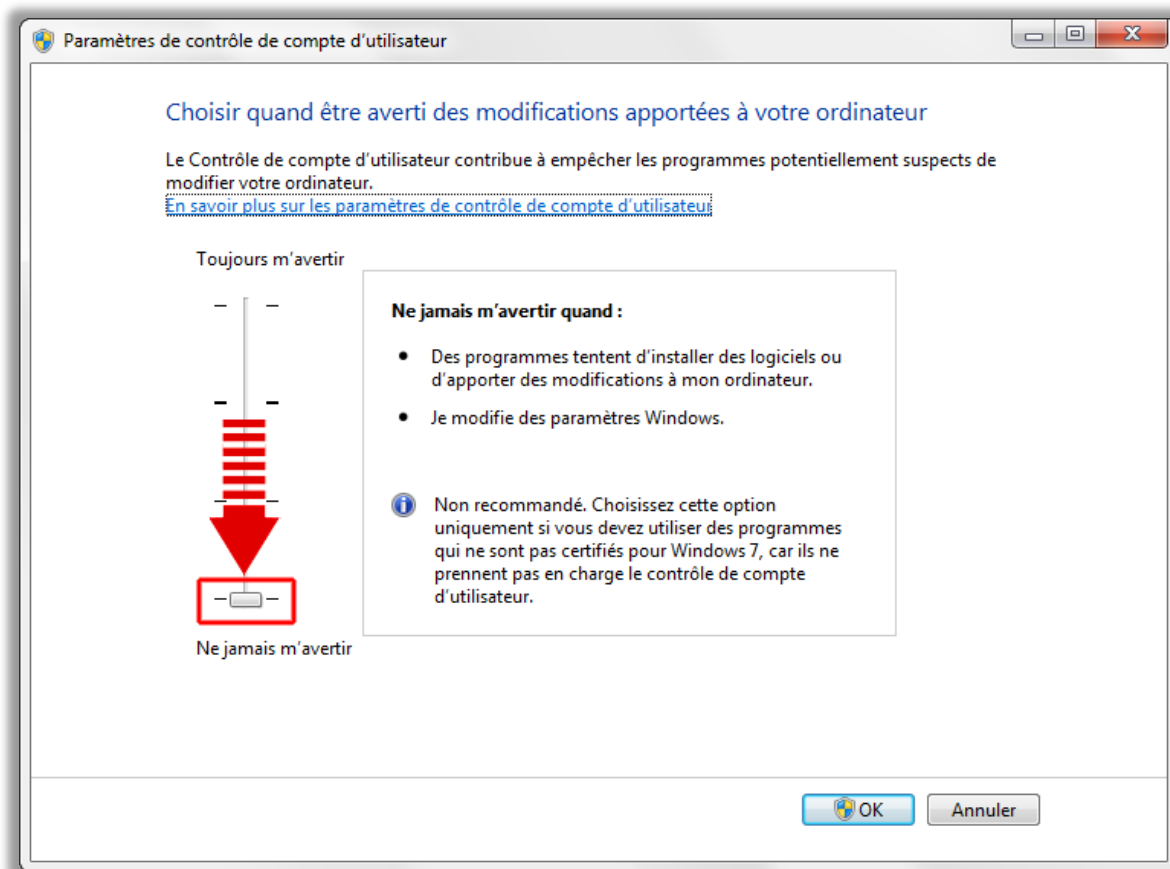 Paramètres de contrôle de compte d'utilisateur
Choisir quand être averti des modifications apportées à votre ordinateur
Le Contrôle de compte d'utilisateur contribue à empêcher les programmes potentiellement suspects de
modifier votre ordinateur.
En savoir plus sur les paramètres de contrôle de compte d'utilisateur
Toujours m'avertir
Ne jamais m'avertir quand :
Des programmes tentent d'installer des logiciels ou
d'apporter des modifications à mon ordinateur.
Je modifie des paramètres Windows.
Non recommandé. Choisissez cette option
uniquement si vous devez utiliser des programmes
qui ne sont pas certifiés pour Windows 7, car ils ne
prennent pas en charge le contrôle de compte
d'utilisateur.
Ne jamais m'avertir
OK
Annuler